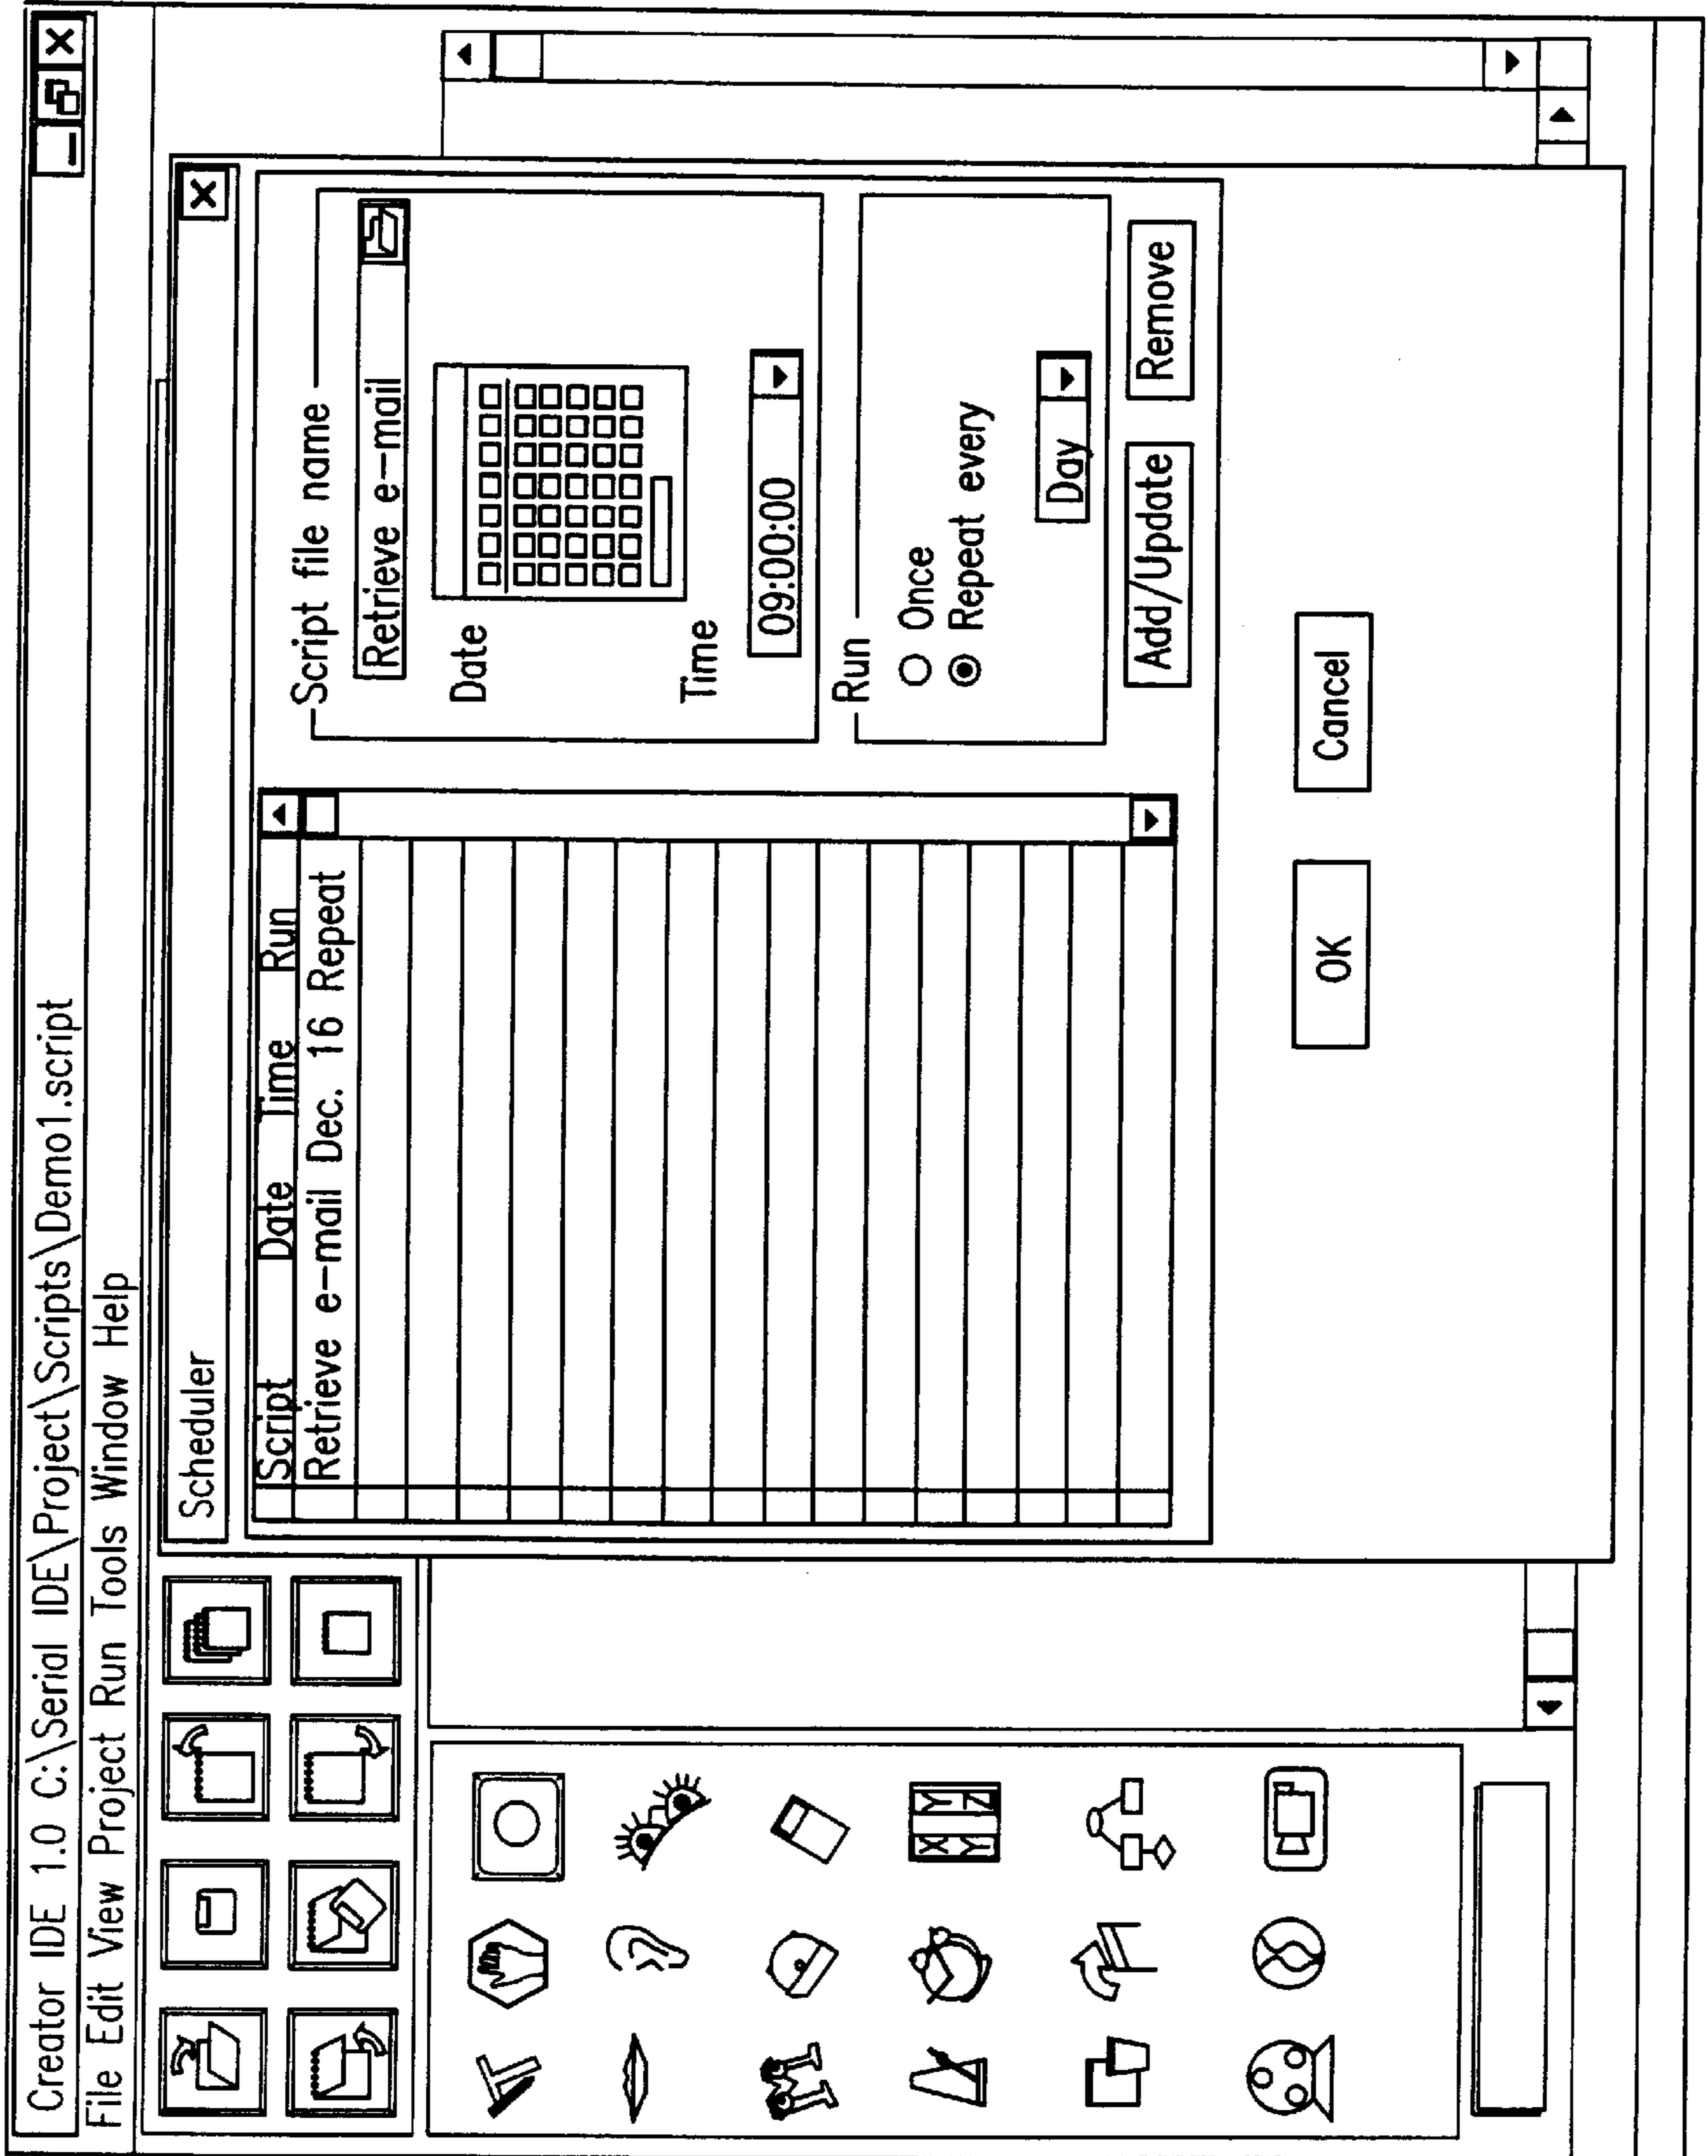 Creator IDE 1.0 C:\Serial IDE\Project\Scripts\Demo1.script
File Edit View Project Run Tools Window Help
Scheduler
Script Date Time Run
Retrieve e-mail Dec. 16 Repeat
Script file name
Retrieve e-mail
Date
Time
09:00:00
Run
Once
Repeat every
Day
Add/Update
Remove
OK
Cancel
X Y
Y Z